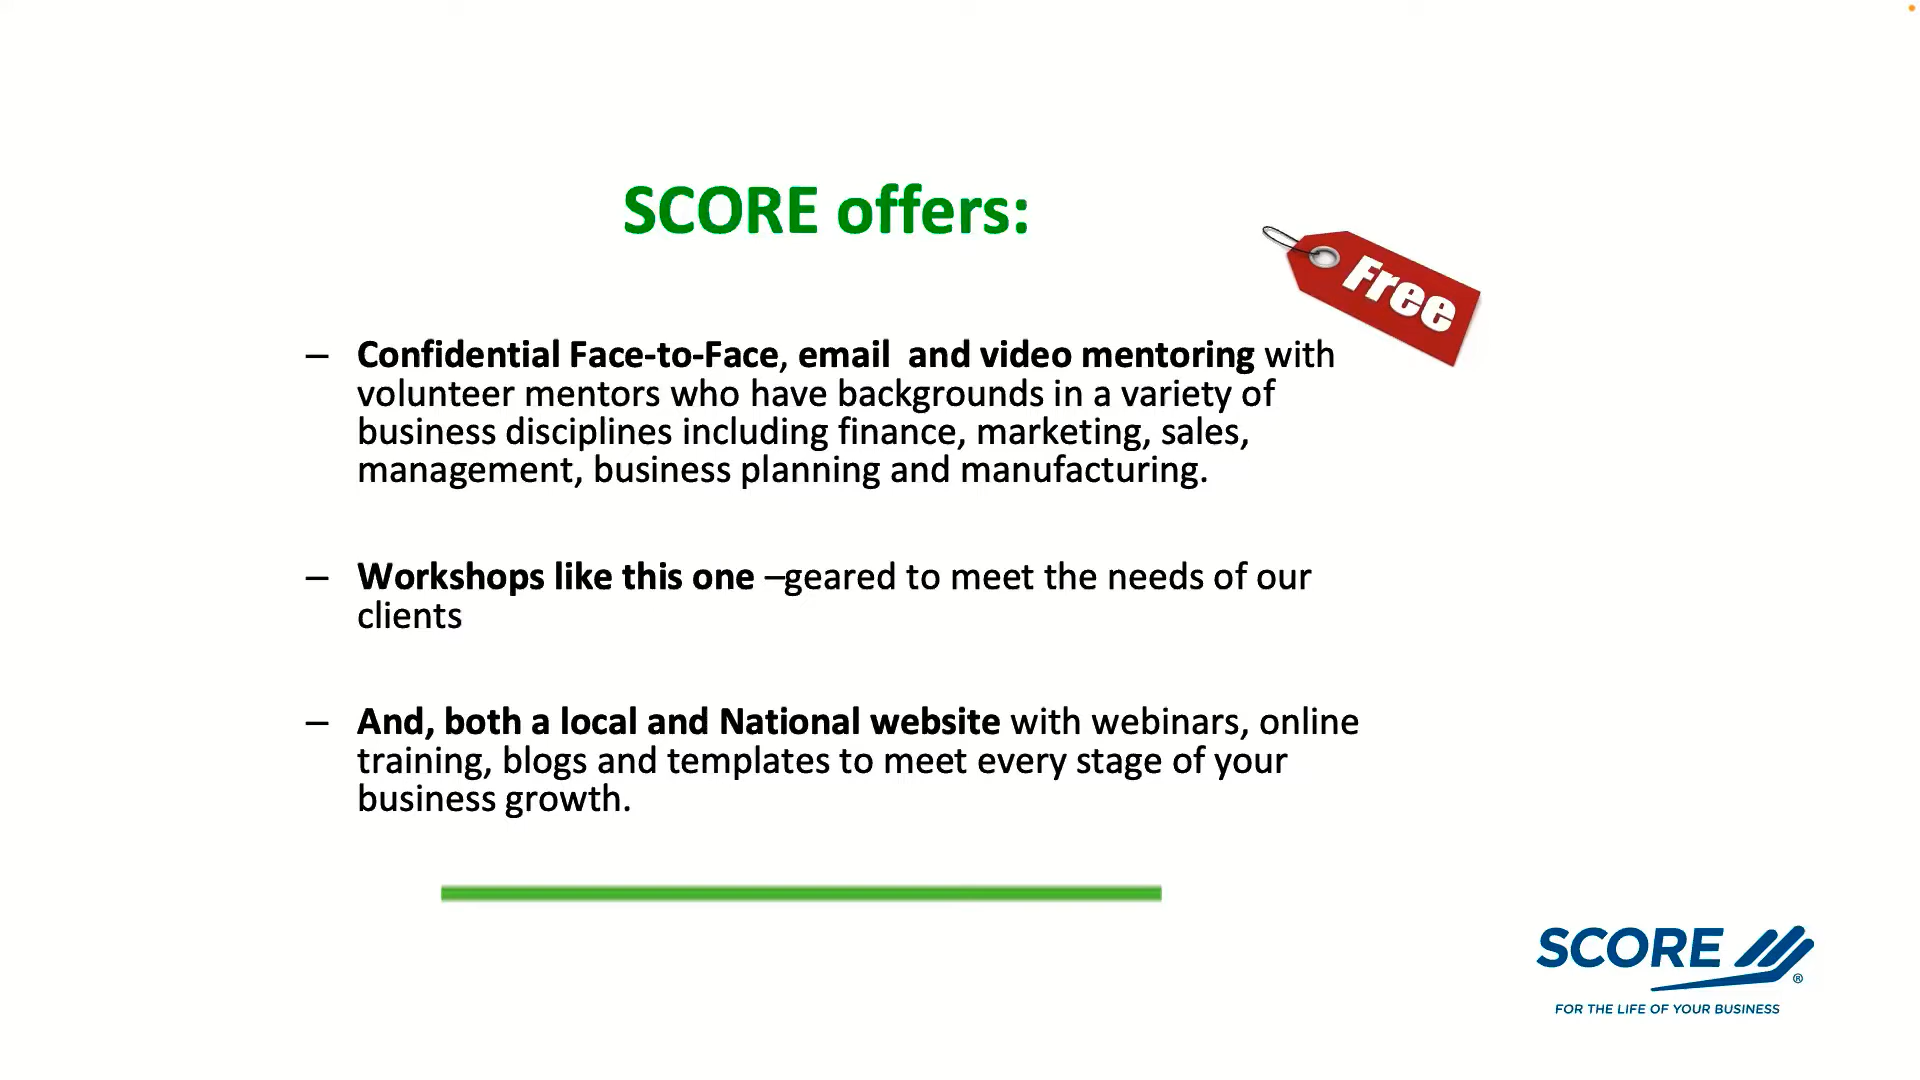 SCORE offers:
Free
– Confidential Face-to-Face, email  and video mentoring with
volunteer mentors who have backgrounds in a variety of
business disciplines including finance, marketing, sales,
management, business planning and manufacturing.
– Workshops like this one –geared to meet the needs of our
clients
– And, both a local and National website with webinars, online
training, blogs and templates to meet every stage of your
business growth.
SCORE ®
FOR THE LIFE OF YOUR BUSINESS